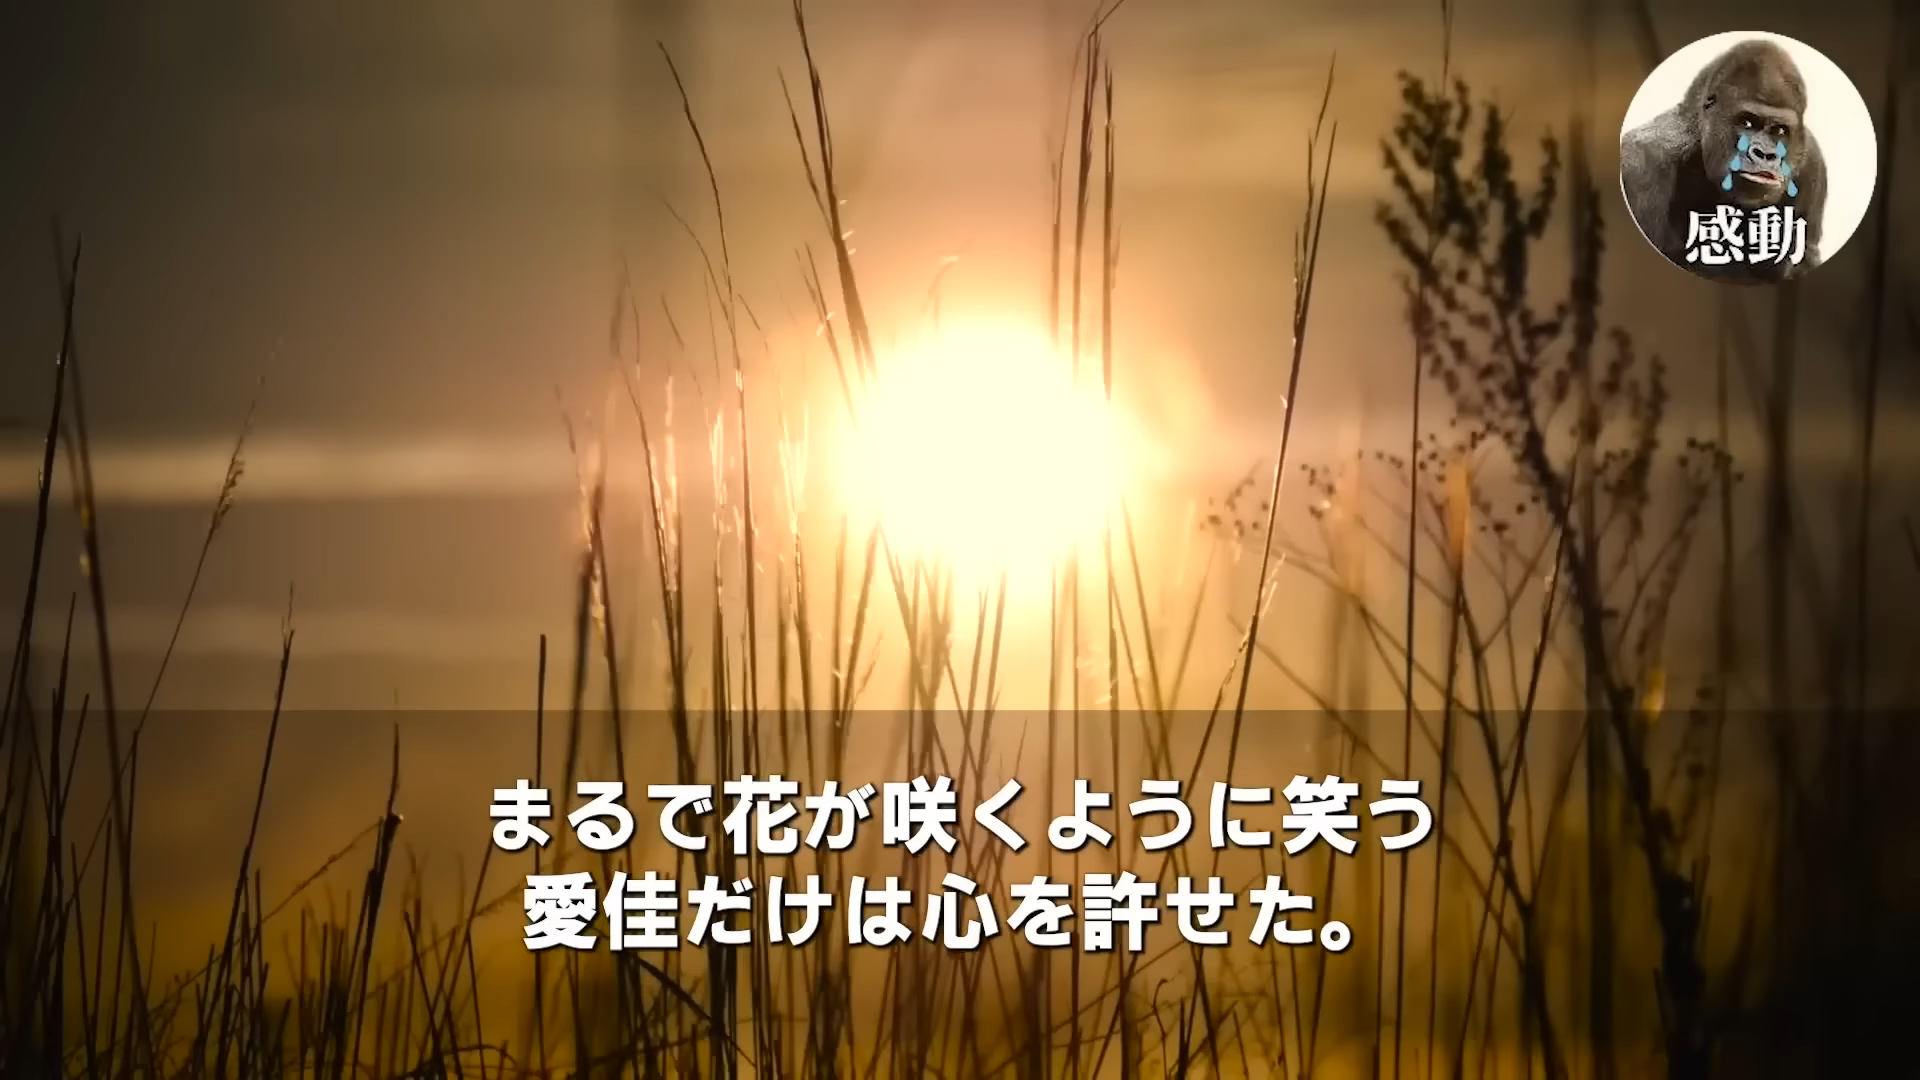 感動
まるで花が咲くように笑う
愛佳だけは心を許せた。